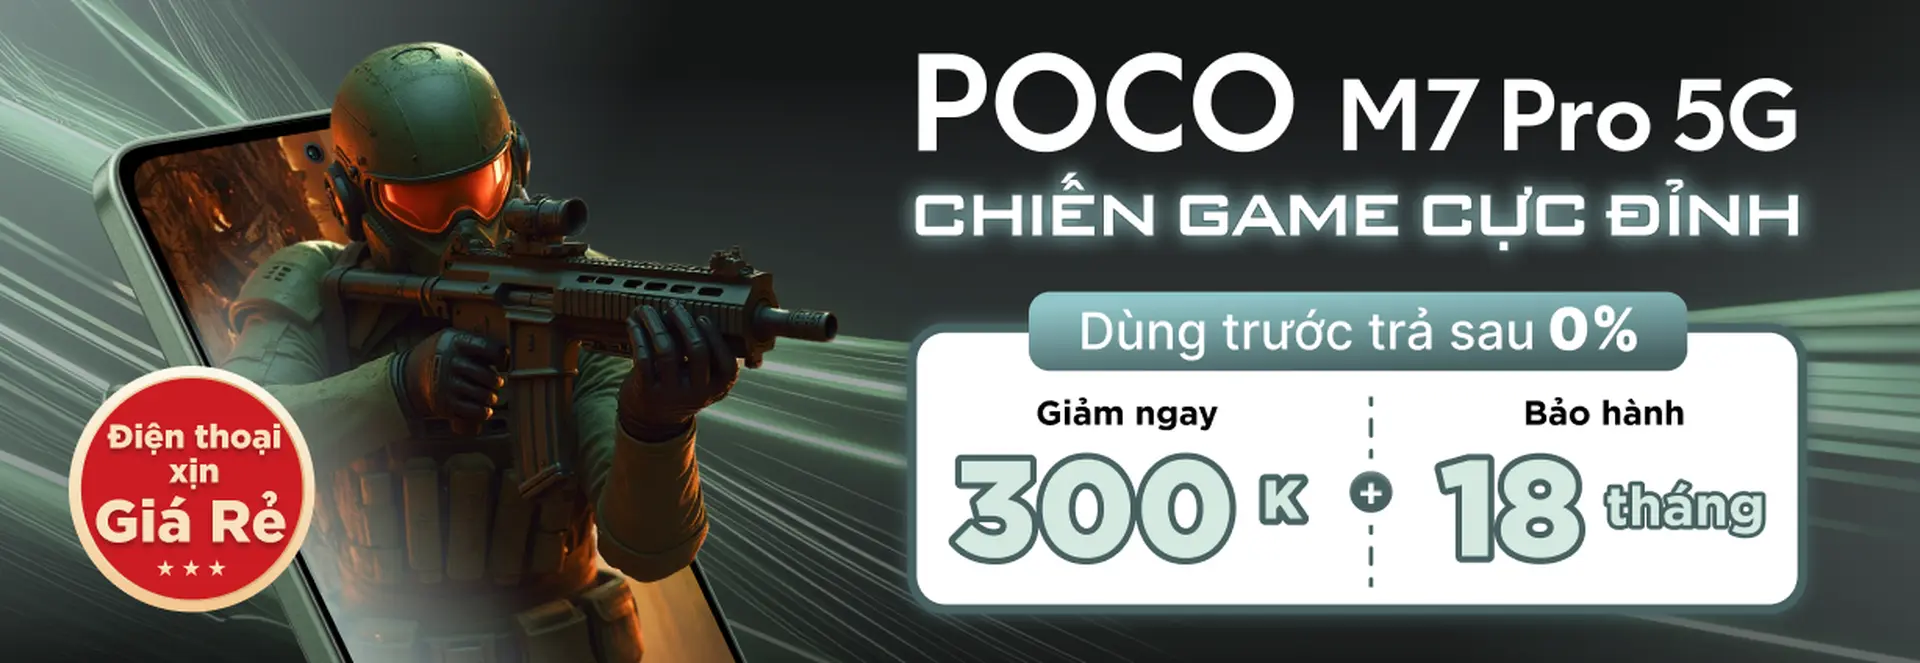 POCO M7 Pro 5G
CHIẾN GAME CỰC ĐỈNH
Dùng trước trả sau 0%
Giảm ngay
300 K
+
Bảo hành
18 tháng
Điện thoại
xịn
Giá Rẻ